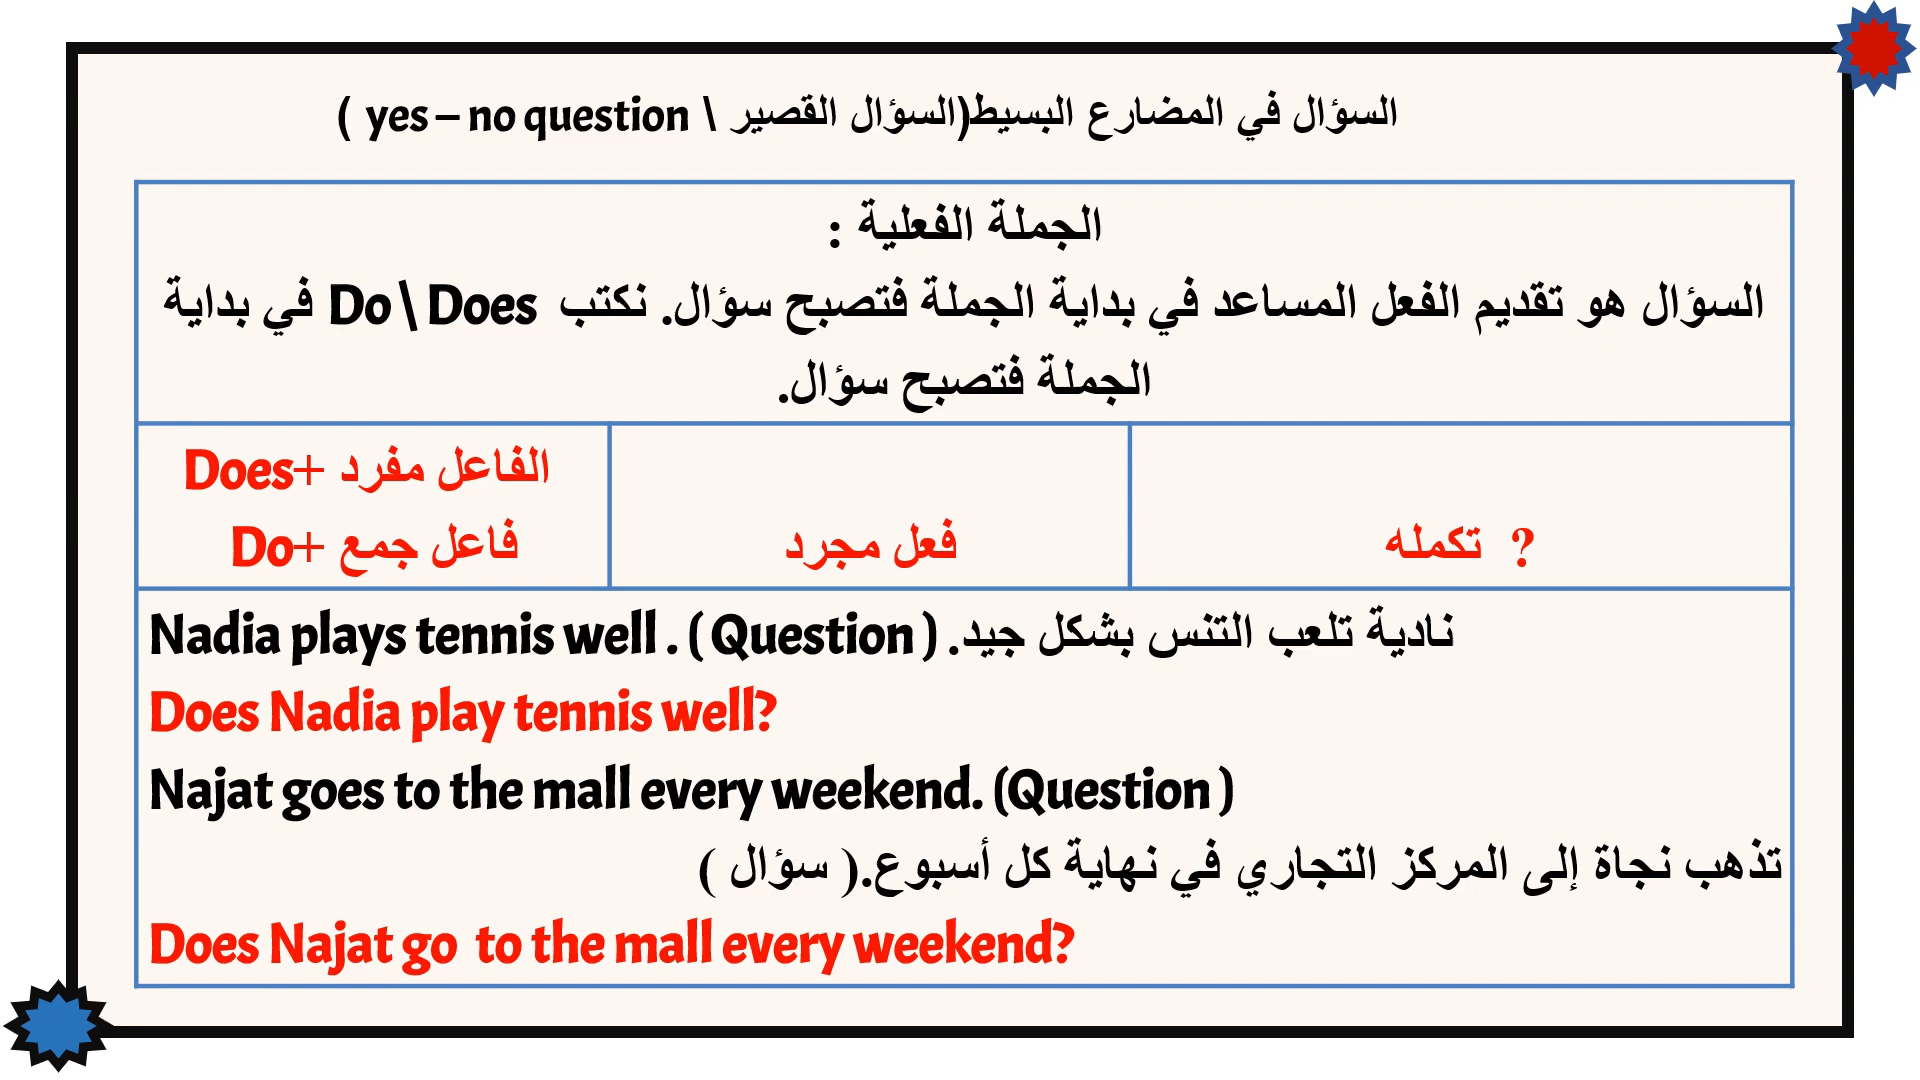 السؤال في المضارع البسيط(السؤال القصير \ yes – no question )
الجملة الفعلية :
السؤال هو تقديم الفعل المساعد في بداية الجملة فتصبح سؤال. نكتب Do \ Does في بداية
الجملة فتصبح سؤال.
Does+ الفاعل مفرد
Do+ فاعل جمع
فعل مجرد
تكمله ?
Nadia plays tennis well . ( Question ) نادية تلعب التنس بشكل جيد.
Does Nadia play tennis well?
Najat goes to the mall every weekend. (Question )
تذهب نجاة إلى المركز التجاري في نهاية كل أسبوع.( سؤال )
Does Najat go to the mall every weekend?